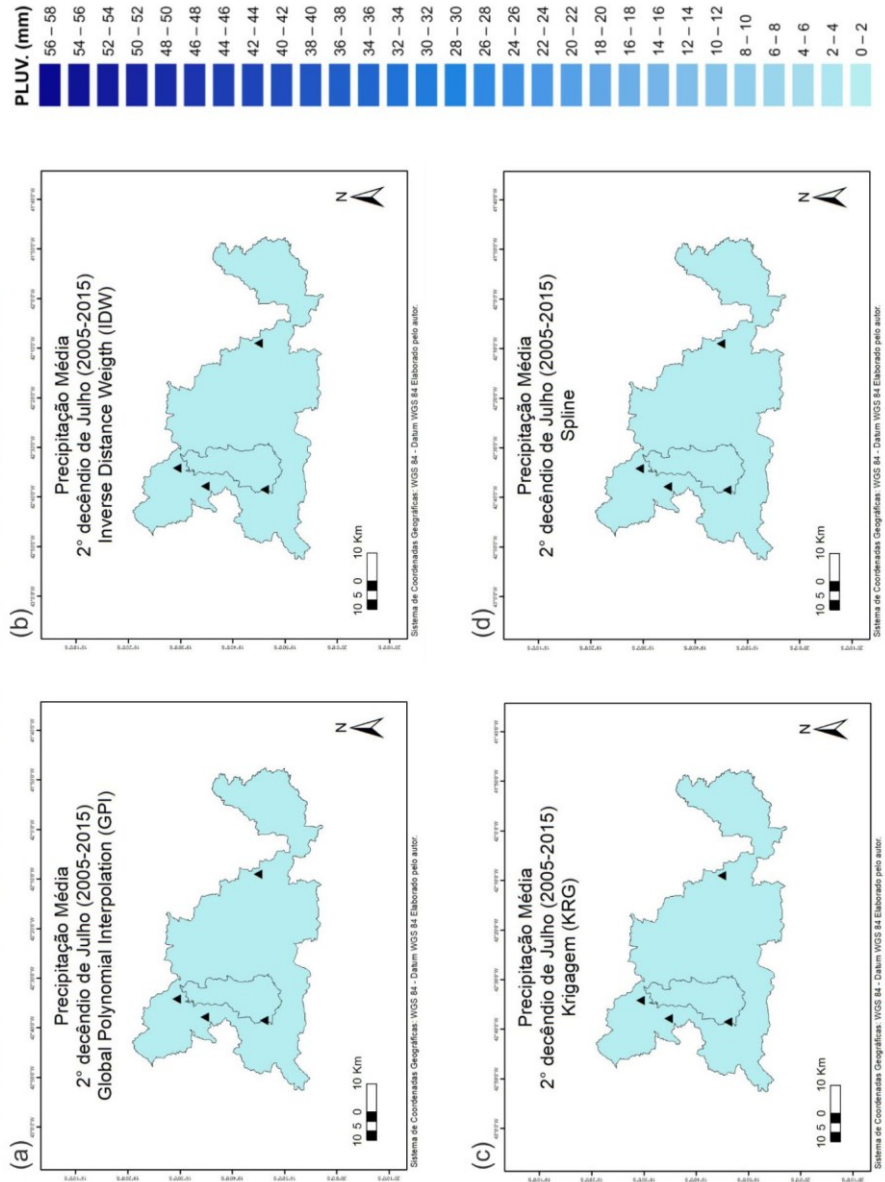 (a)
Precipitação Média
2° decêndio de Julho (2005-2015)
Global Polynomial Interpolation (GPI)
N
10 5 0 10 Km
Sistema de Coordenadas Geográficas: WGS 84 - Datum WGS 84 Elaborado pelo autor.
(b)
Precipitação Média
2° decêndio de Julho (2005-2015)
Inverse Distance Weigth (IDW)
N
10 5 0 10 Km
Sistema de Coordenadas Geográficas: WGS 84 - Datum WGS 84 Elaborado pelo autor.
(c)
Precipitação Média
2° decêndio de Julho (2005-2015)
Krigagem (KRG)
N
10 5 0 10 Km
Sistema de Coordenadas Geográficas: WGS 84 - Datum WGS 84 Elaborado pelo autor.
(d)
Precipitação Média
2° decêndio de Julho (2005-2015)
Spline
N
10 5 0 10 Km
Sistema de Coordenadas Geográficas: WGS 84 - Datum WGS 84 Elaborado pelo autor.
PLUV. (mm)
56 – 58
54 – 56
52 – 54
50 – 52
48 – 50
46 – 48
44 – 46
42 – 44
40 – 42
38 – 40
36 – 38
34 – 36
32 – 34
30 – 32
28 – 30
26 – 28
24 – 26
22 – 24
20 – 22
18 – 20
16 – 18
14 – 16
12 – 14
10 – 12
8 – 10
6 – 8
4 – 6
2 – 4
0 – 2